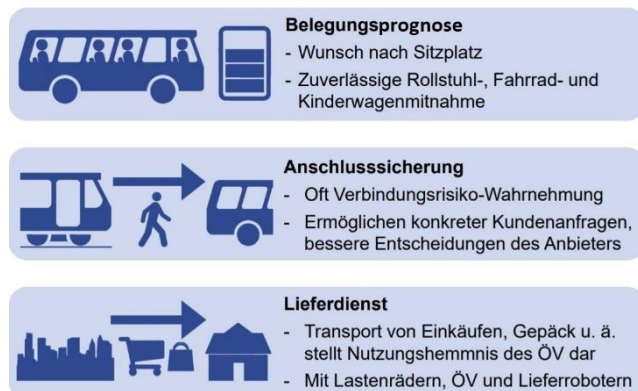 Belegungsprognose
- Wunsch nach Sitzplatz
- Zuverlässige Rollstuhl-, Fahrrad- und
Kinderwagenmitnahme
Anschlusssicherung
- Oft Verbindungsrisiko-Wahrnehmung
- Ermöglichen konkreter Kundenanfragen,
bessere Entscheidungen des Anbieters
Lieferdienst
- Transport von Einkäufen, Gepäck u. ä.
stellt Nutzungshemmnis des ÖV dar
- Mit Lastenrädern, ÖV und Lieferrobotern